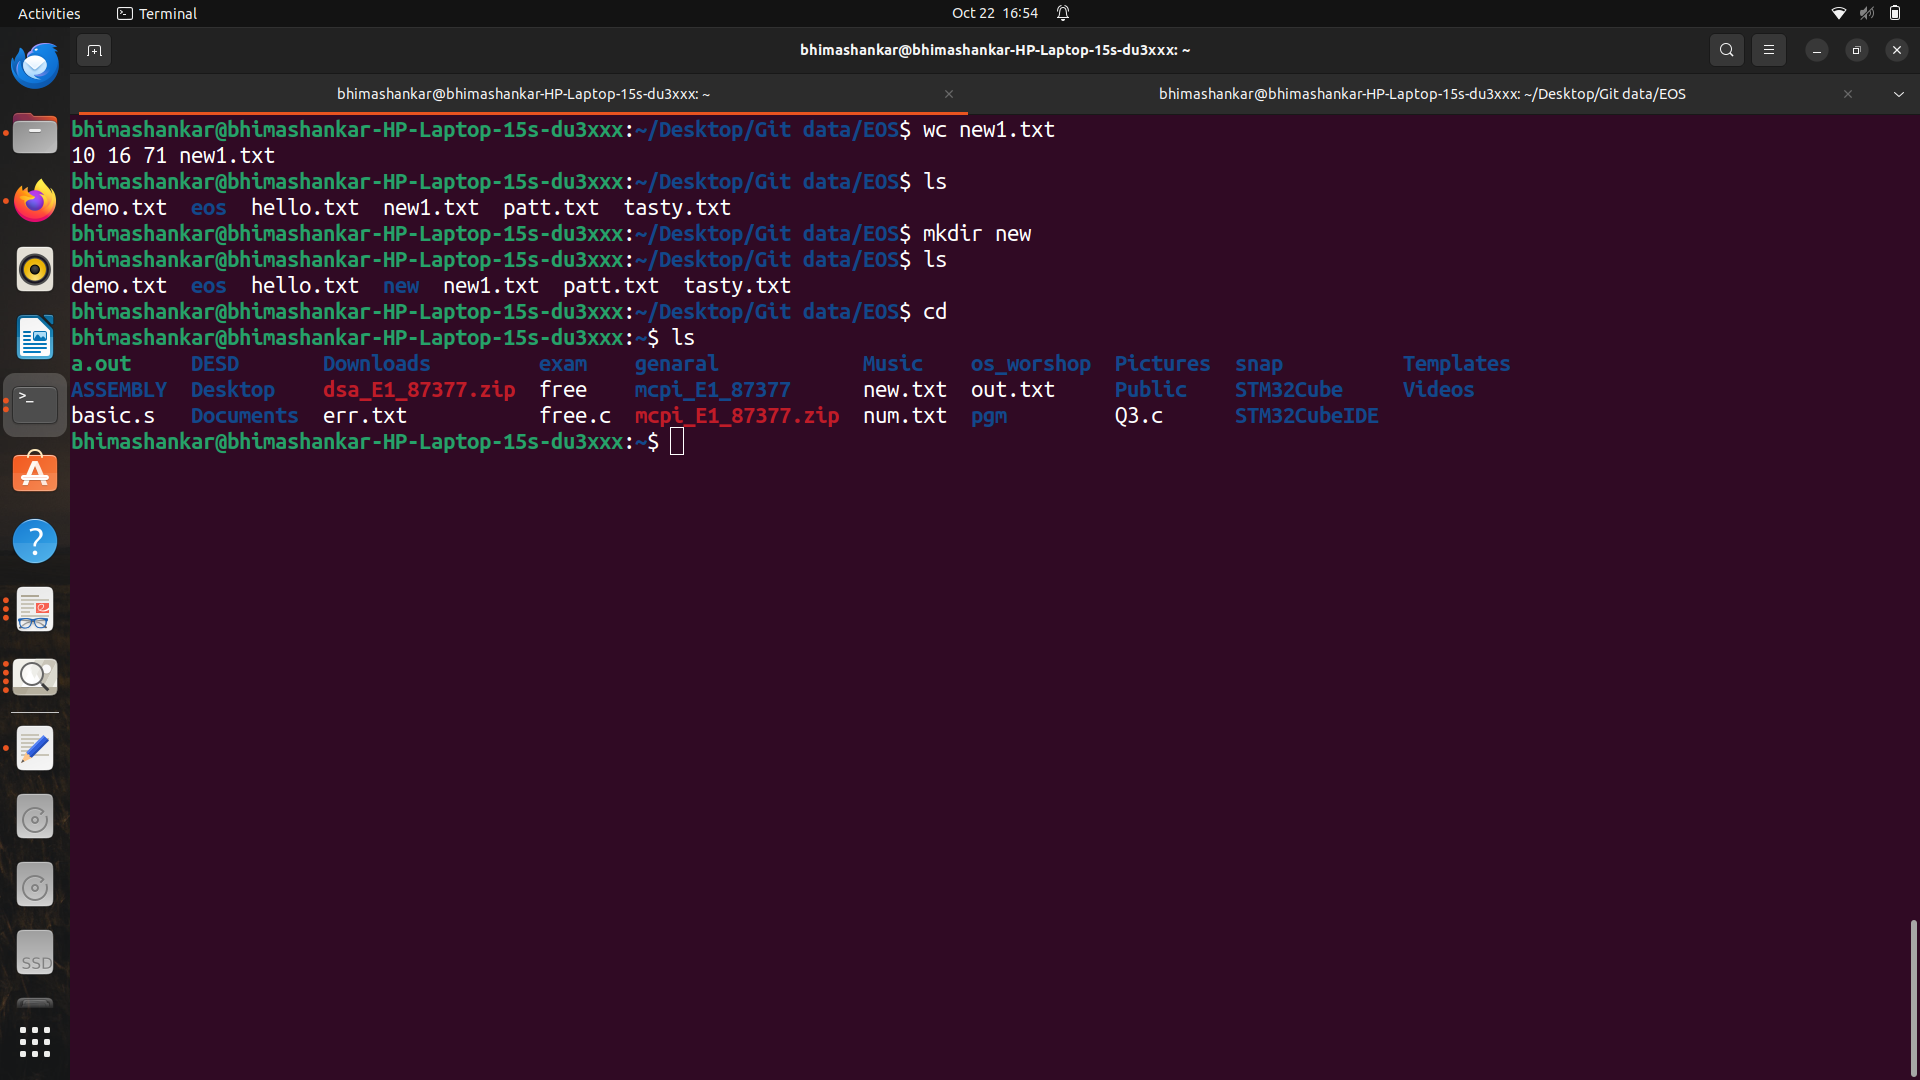 Activities Terminal Oct 22 16:54
bhimashankar@bhimashankar-HP-Laptop-15s-du3xxx: ~
bhimashankar@bhimashankar-HP-Laptop-15s-du3xxx: ~ bhimashankar@bhimashankar-HP-Laptop-15s-du3xxx: ~/Desktop/Git data/EOS
bhimashankar@bhimashankar-HP-Laptop-15s-du3xxx:~/Desktop/Git data/EOS$ wc new1.txt
10 16 71 new1.txt
bhimashankar@bhimashankar-HP-Laptop-15s-du3xxx:~/Desktop/Git data/EOS$ ls
demo.txt eos hello.txt new1.txt patt.txt tasty.txt
bhimashankar@bhimashankar-HP-Laptop-15s-du3xxx:~/Desktop/Git data/EOS$ mkdir new
bhimashankar@bhimashankar-HP-Laptop-15s-du3xxx:~/Desktop/Git data/EOS$ ls
demo.txt eos hello.txt new new1.txt patt.txt tasty.txt
bhimashankar@bhimashankar-HP-Laptop-15s-du3xxx:~/Desktop/Git data/EOS$ cd
bhimashankar@bhimashankar-HP-Laptop-15s-du3xxx:~$ ls
a.out DESD Downloads exam genaral Music os_worshop Pictures snap Templates
ASSEMBLY Desktop dsa_E1_87377.zip free mcpi_E1_87377 new.txt out.txt Public STM32Cube Videos
basic.s Documents err.txt free.c mcpi_E1_87377.zip num.txt pgm Q3.c STM32CubeIDE
bhimashankar@bhimashankar-HP-Laptop-15s-du3xxx:~$
SSD